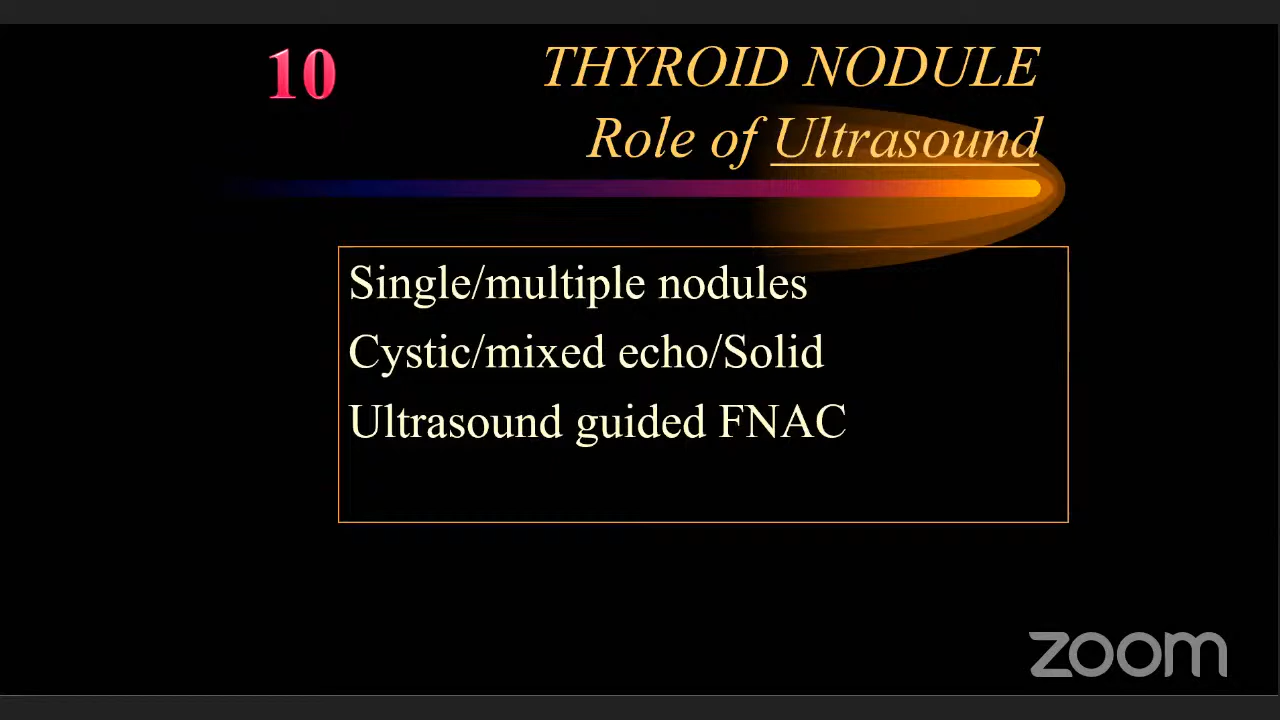 10
THYROID NODULE
Role of Ultrasound
Single/multiple nodules
Cystic/mixed echo/Solid
Ultrasound guided FNAC
zoom